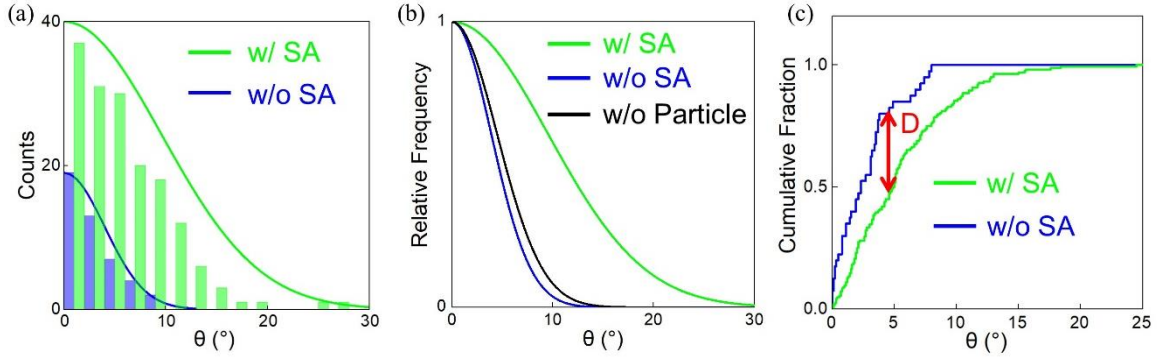 (a)
40
20
0
Counts
w/ SA
w/o SA
0 10 20 30
θ (°)
(b)
1
0
Relative Frequency
w/ SA
w/o SA
w/o Particle
0 10 20 30
θ (°)
(c)
1.0
0.5
0.0
Cumulative Fraction
D
w/ SA
w/o SA
0 5 10 15 20 25
θ (°)